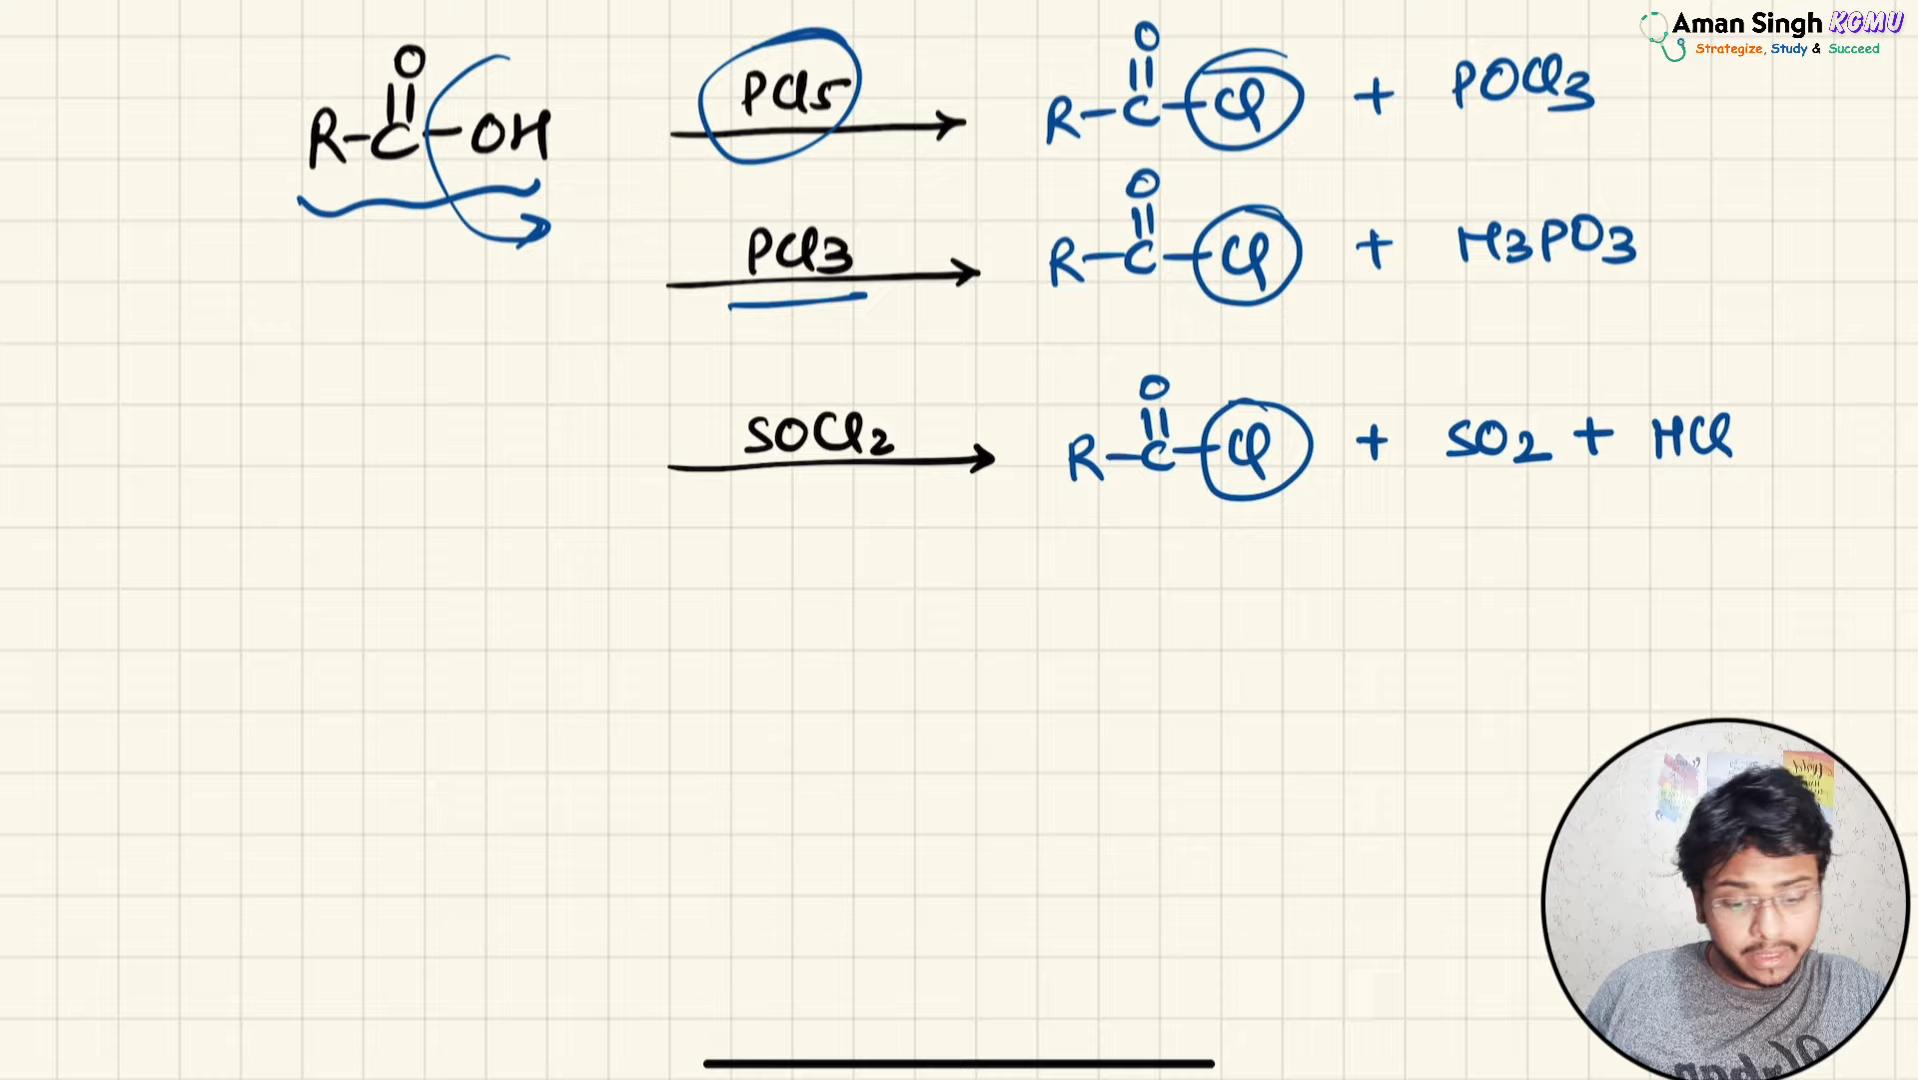 Aman Singh KGMU
Strategize, Study & Succeed
R-C(=O)-OH PCl5 → R-C(=O)-Cl + POCl3
PCl3 → R-C(=O)-Cl + H3PO3
SOCl2 → R-C(=O)-Cl + SO2 + HCl